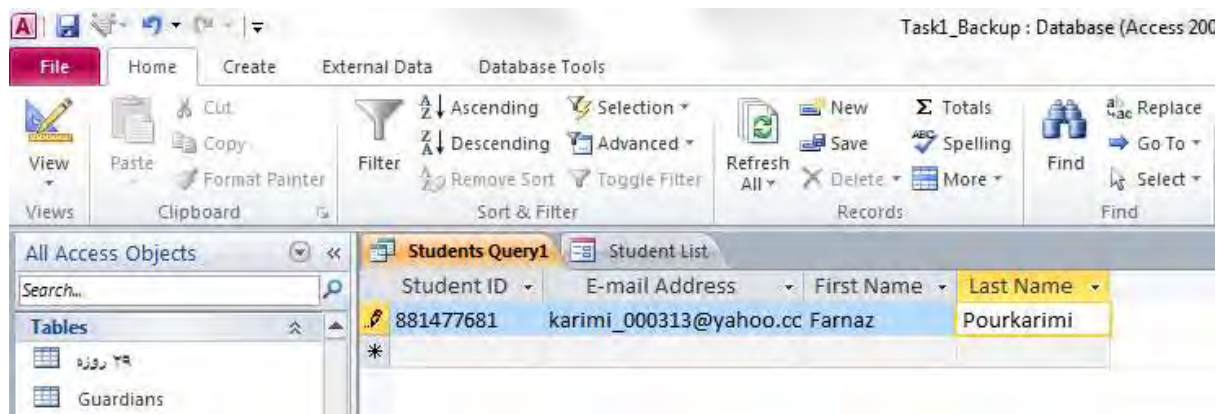 Task1_Backup : Database (Access 200
File Home Create External Data Database Tools
View Paste Cut Copy Format Painter Filter Ascending Descending Remove Sort Selection Advanced Toggle Filter Refresh All New Save Delete Totals Spelling More Find Replace Go To Select
Views Clipboard Sort & Filter Records Find
All Access Objects Students Query1 Student List
Search... Student ID E-mail Address First Name Last Name
Tables 881477681 karimi_000313@yahoo.cc Farnaz Pourkarimi
۲۹ روزه
Guardians